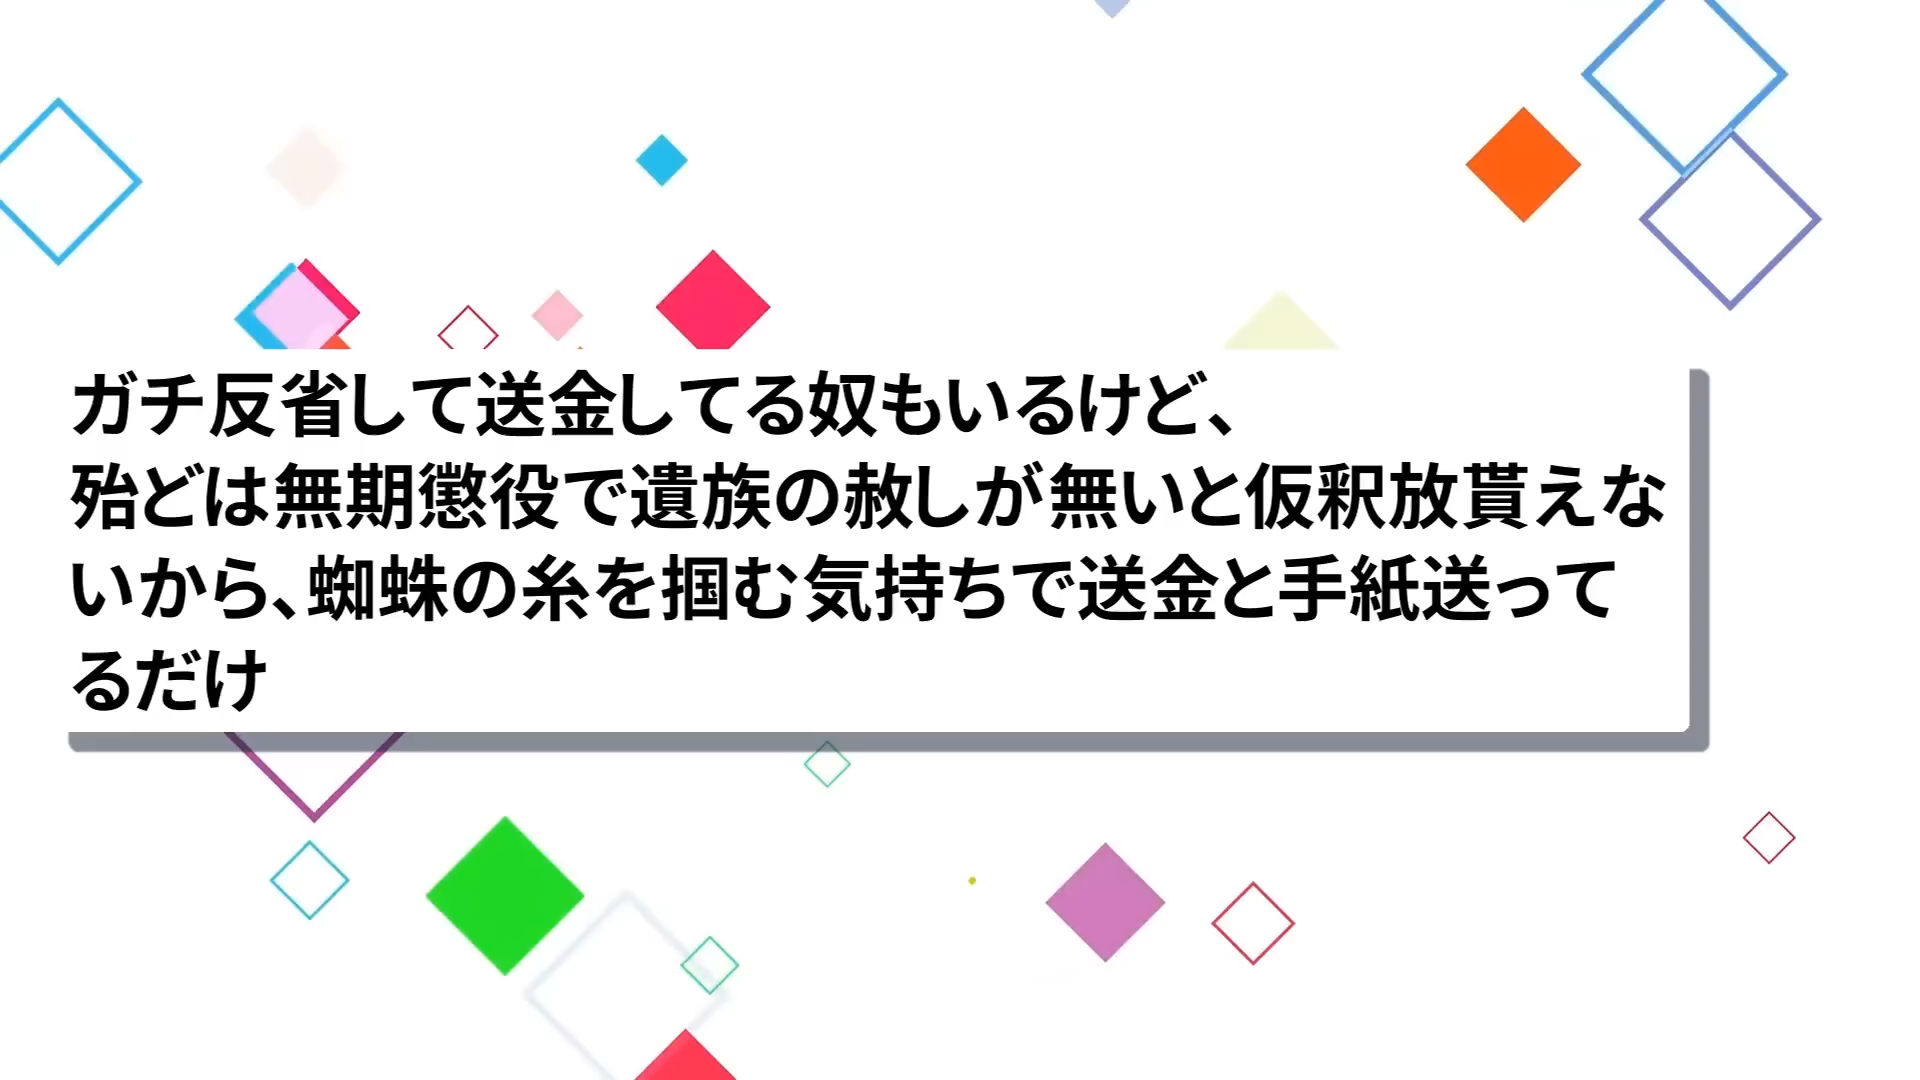 ガチ反省して送金してる奴もいるけど、
殆どは無期懲役で遺族の赦しが無いと仮釈放貰えな
いから、蜘蛛の糸を掴む気持ちで送金と手紙送って
るだけ